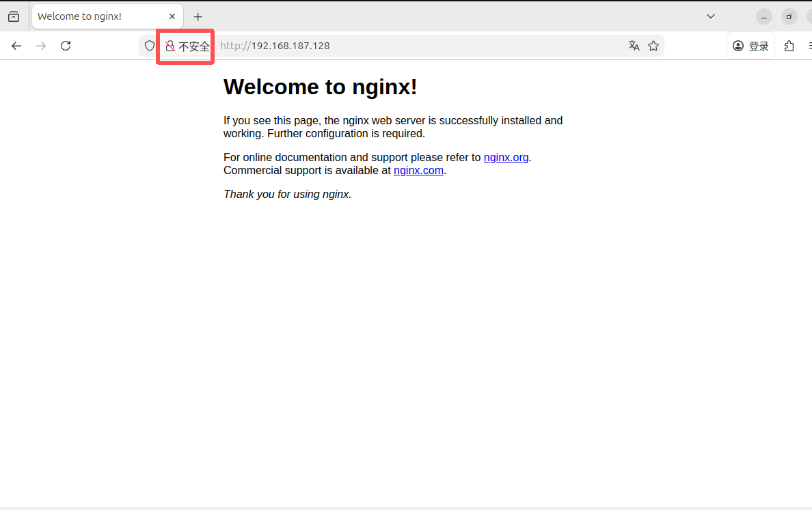 Welcome to nginx!
不安全 http://192.168.187.128
登录
Welcome to nginx!
If you see this page, the nginx web server is successfully installed and
working. Further configuration is required.
For online documentation and support please refer to nginx.org.
Commercial support is available at nginx.com.
Thank you for using nginx.